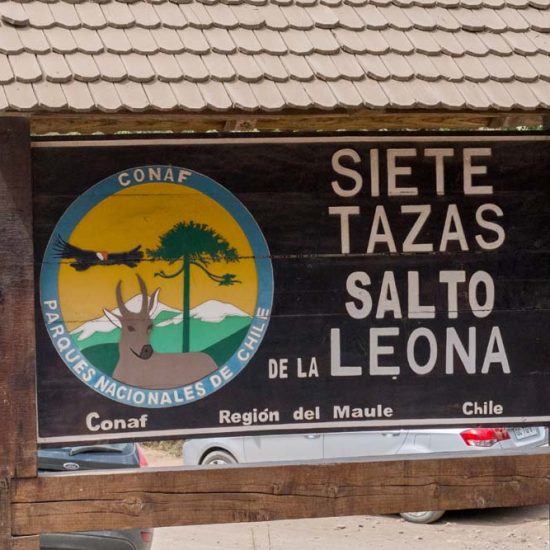 CONAF
PARQUES NACIONALES DE CHILE
SIETE
TAZAS
SALTO
DE LA LEONA
Conaf Región del Maule Chile